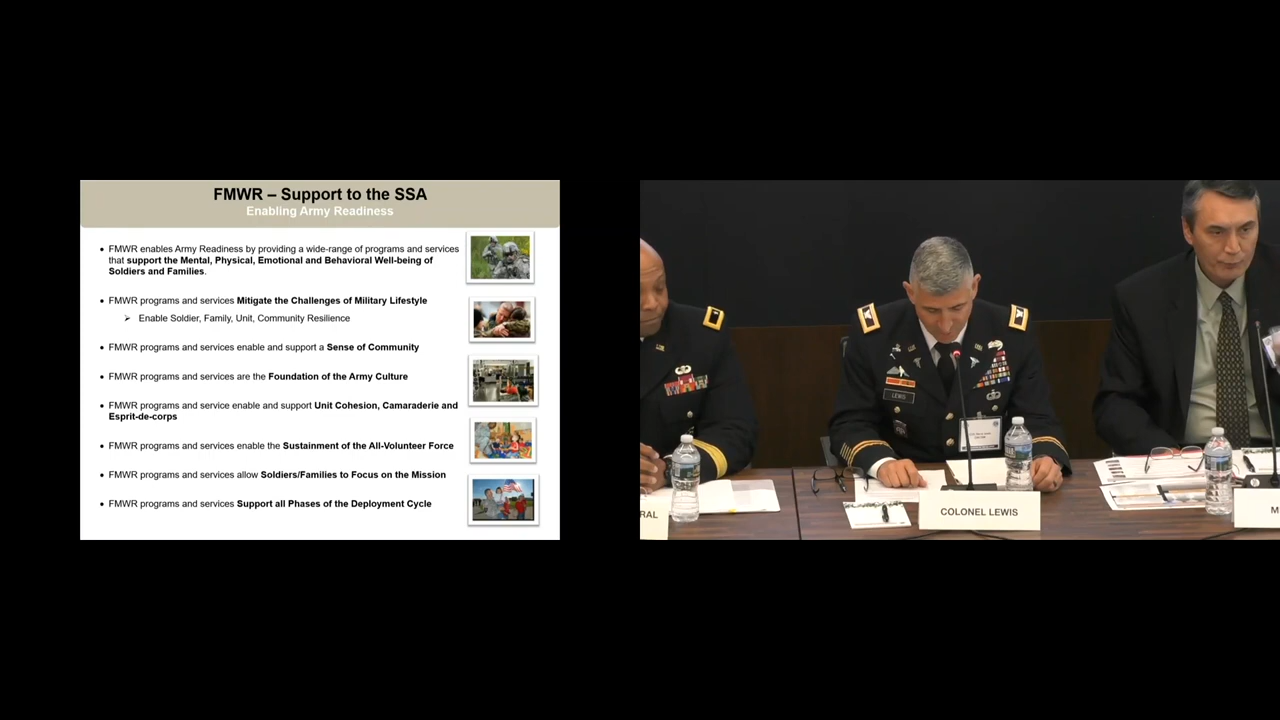 FMWR – Support to the SSA
Enabling Army Readiness
• FMWR enables Army Readiness by providing a wide-range of programs and services
that support the Mental, Physical, Emotional and Behavioral Well-being of
Soldiers and Families.
• FMWR programs and services Mitigate the Challenges of Military Lifestyle
➢ Enable Soldier, Family, Unit, Community Resilience
• FMWR programs and services enable and support a Sense of Community
• FMWR programs and services are the Foundation of the Army Culture
• FMWR programs and service enable and support Unit Cohesion, Camaraderie and
Esprit-de-corps
• FMWR programs and services enable the Sustainment of the All-Volunteer Force
• FMWR programs and services allow Soldiers/Families to Focus on the Mission
• FMWR programs and services Support all Phases of the Deployment Cycle
LEWIS
RAL
COLONEL LEWIS
M